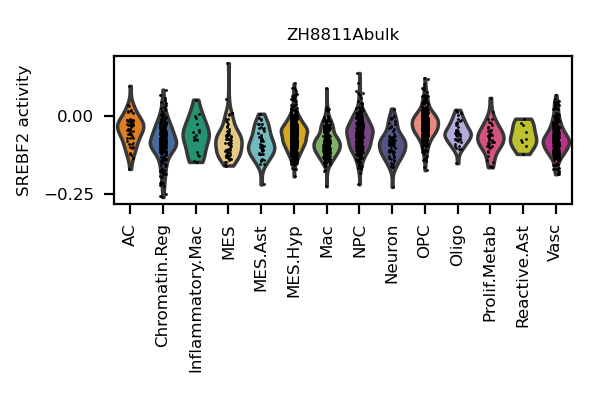 ZH8811Abulk
SREBF2 activity
0.00
−0.25
AC
Chromatin.Reg
Inflammatory.Mac
MES
MES.Ast
MES.Hyp
Mac
NPC
Neuron
OPC
Oligo
Prolif.Metab
Reactive.Ast
Vasc